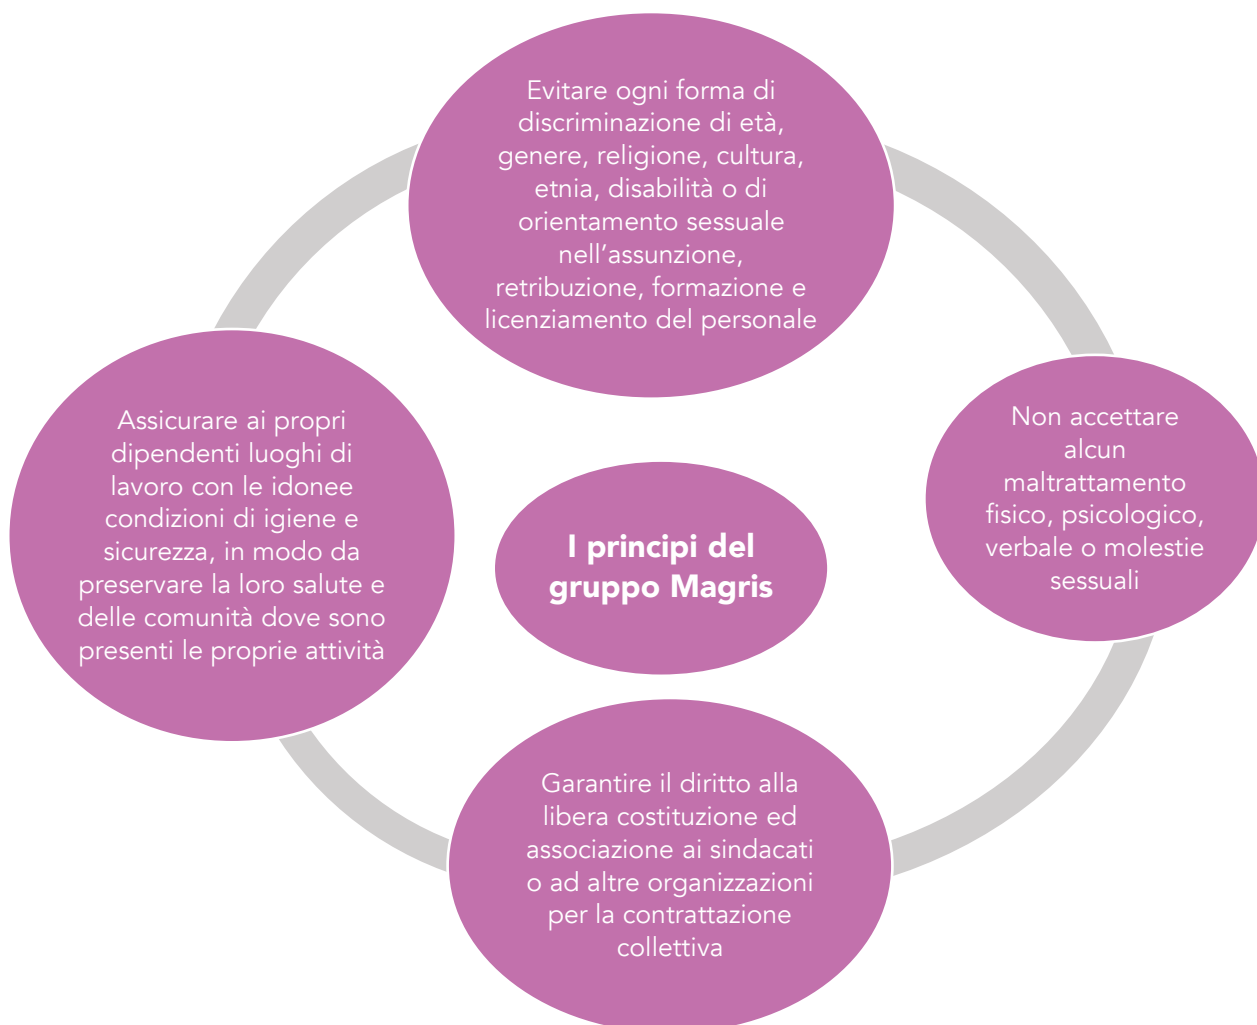 Evitare ogni forma di
discriminazione di età,
genere, religione, cultura,
etnia, disabilità o di
orientamento sessuale
nell’assunzione,
retribuzione, formazione e
licenziamento del personale
Non accettare
alcun
maltrattamento
fisico, psicologico,
verbale o molestie
sessuali
Assicurare ai propri
dipendenti luoghi di
lavoro con le idonee
condizioni di igiene e
sicurezza, in modo da
preservare la loro salute e
delle comunità dove sono
presenti le proprie attività
I principi del
gruppo Magris
Garantire il diritto alla
libera costituzione ed
associazione ai sindacati
o ad altre organizzazioni
per la contrattazione
collettiva